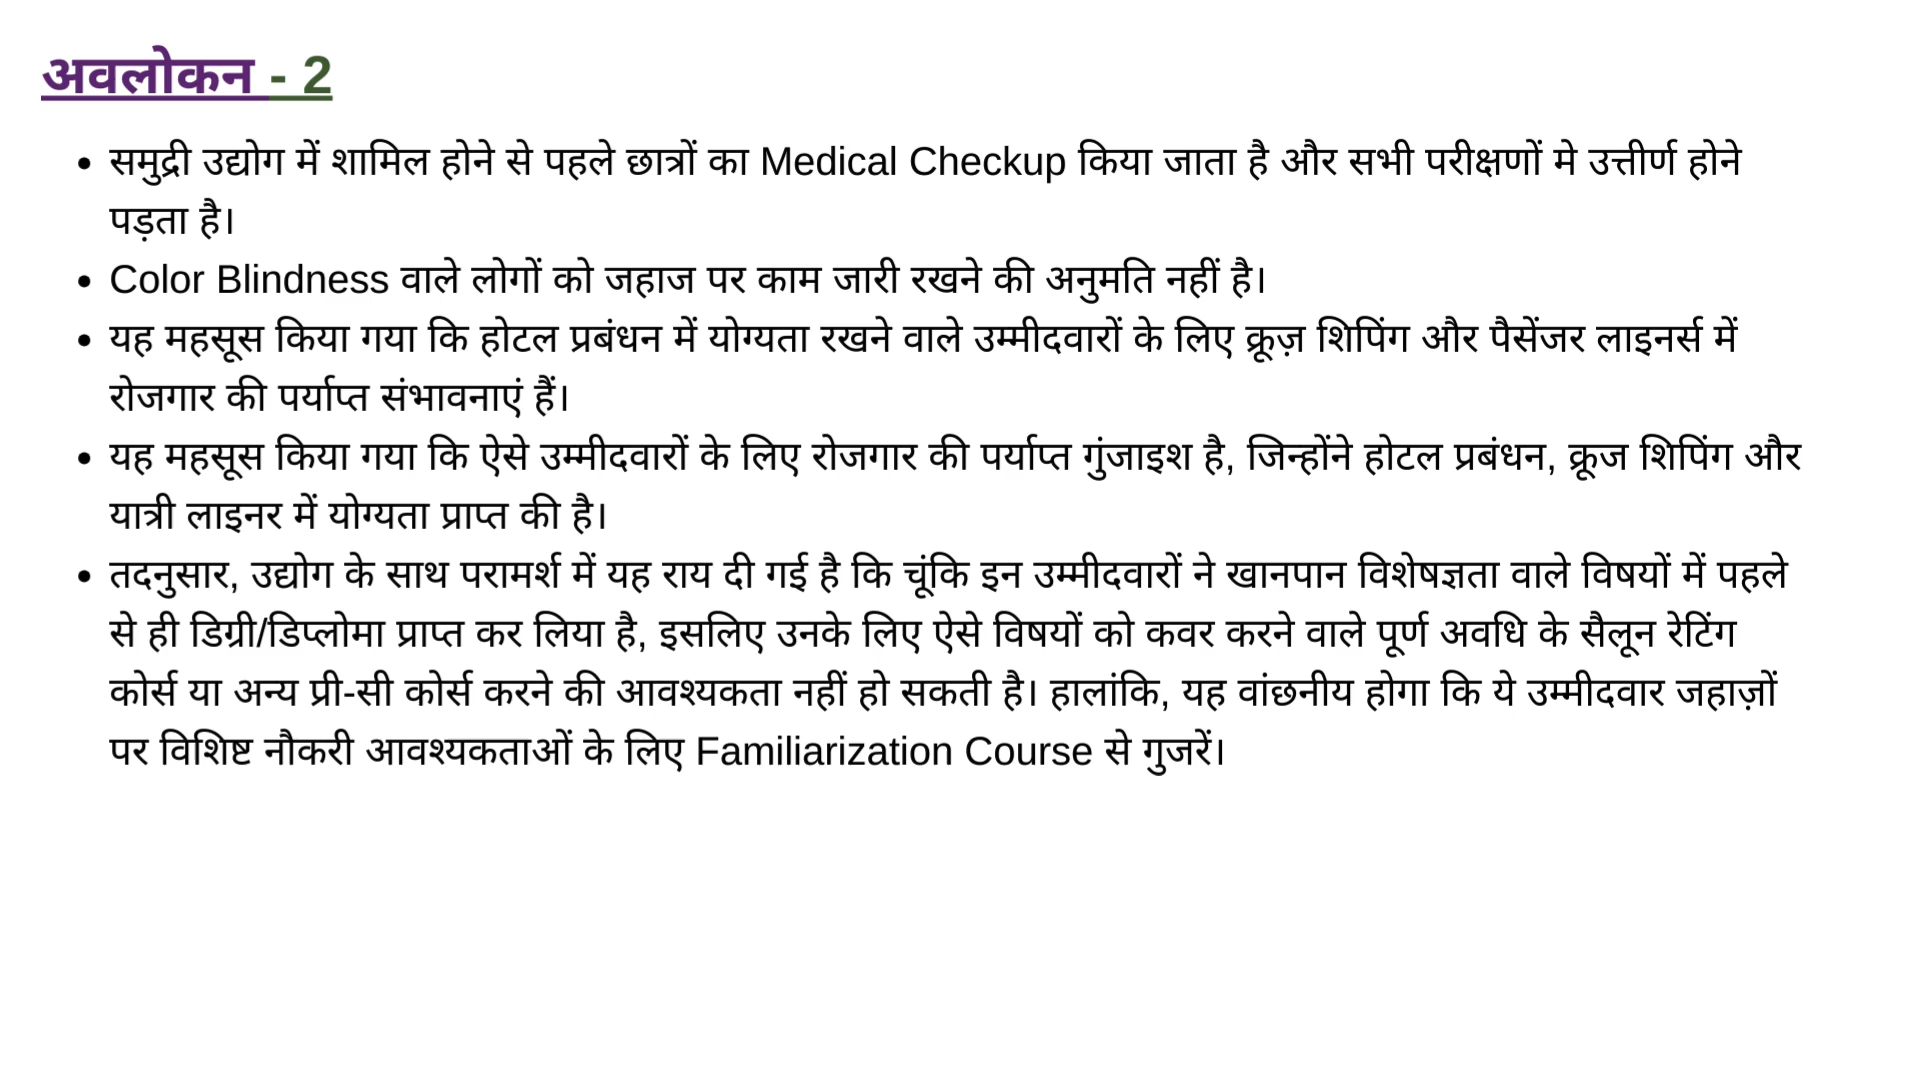 अवलोकन - 2
• समुद्री उद्योग में शामिल होने से पहले छात्रों का Medical Checkup किया जाता है और सभी परीक्षणों मे उत्तीर्ण होने
पड़ता है।
• Color Blindness वाले लोगों को जहाज पर काम जारी रखने की अनुमति नहीं है।
• यह महसूस किया गया कि होटल प्रबंधन में योग्यता रखने वाले उम्मीदवारों के लिए क्रूज़ शिपिंग और पैसेंजर लाइनर्स में
रोजगार की पर्याप्त संभावनाएं हैं।
• यह महसूस किया गया कि ऐसे उम्मीदवारों के लिए रोजगार की पर्याप्त गुंजाइश है, जिन्होंने होटल प्रबंधन, क्रूज शिपिंग और
यात्री लाइनर में योग्यता प्राप्त की है।
• तदनुसार, उद्योग के साथ परामर्श में यह राय दी गई है कि चूंकि इन उम्मीदवारों ने खानपान विशेषज्ञता वाले विषयों में पहले
से ही डिग्री/डिप्लोमा प्राप्त कर लिया है, इसलिए उनके लिए ऐसे विषयों को कवर करने वाले पूर्ण अवधि के सैलून रेटिंग
कोर्स या अन्य प्री-सी कोर्स करने की आवश्यकता नहीं हो सकती है। हालांकि, यह वांछनीय होगा कि ये उम्मीदवार जहाज़ों
पर विशिष्ट नौकरी आवश्यकताओं के लिए Familiarization Course से गुजरें।